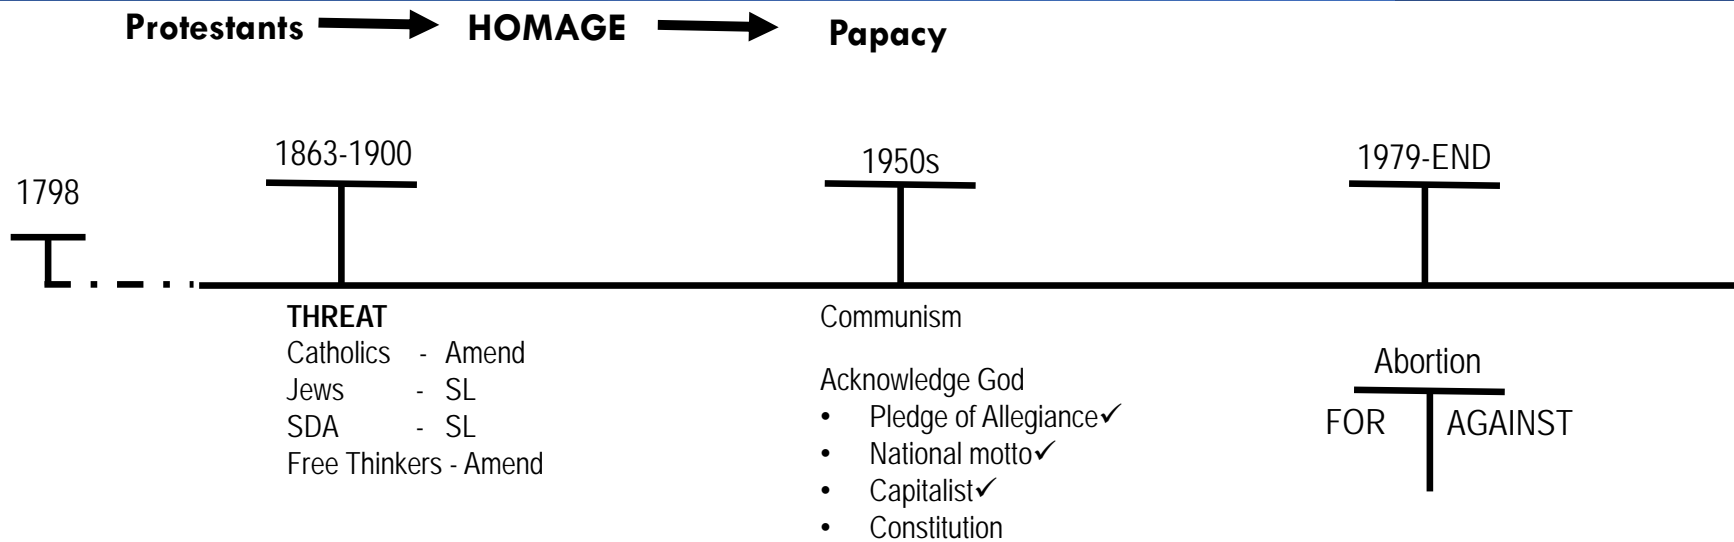 Protestants HOMAGE Papacy
1798
1863-1900
1950s
1979-END
THREAT
Catholics - Amend
Jews - SL
SDA - SL
Free Thinkers - Amend
Communism
Acknowledge God
• Pledge of Allegiance✓
• National motto✓
• Capitalist✓
• Constitution
Abortion
FOR AGAINST